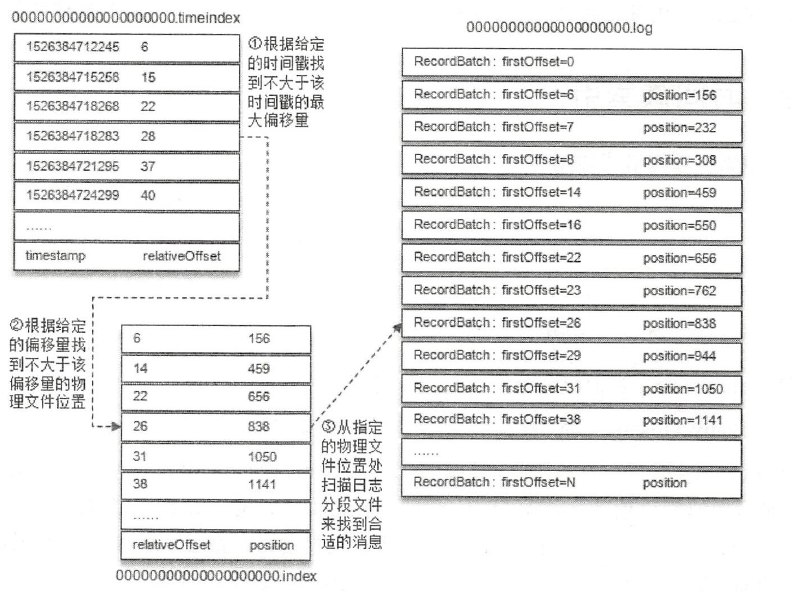 00000000000000000000.timeindex
1526384712245 6
1526384715258 15
1526384718268 22
1526384718283 28
1526384721295 37
1526384724299 40
……
timestamp relativeOffset
①根据给定
的时间戳找
到不大于该
时间戳的最
大偏移量
00000000000000000000.log
RecordBatch: firstOffset=0
RecordBatch: firstOffset=6 position=156
RecordBatch: firstOffset=7 position=232
RecordBatch: firstOffset=8 position=308
RecordBatch: firstOffset=14 position=459
RecordBatch: firstOffset=16 position=550
RecordBatch: firstOffset=22 position=656
RecordBatch: firstOffset=23 position=762
RecordBatch: firstOffset=26 position=838
RecordBatch: firstOffset=29 position=944
RecordBatch: firstOffset=31 position=1050
RecordBatch: firstOffset=38 position=1141
……
RecordBatch: firstOffset=N position
②根据给定
的偏移量找
到不大于该
偏移量的物
理文件位置
6 156
14 459
22 656
26 838
31 1050
38 1141
……
relativeOffset position
00000000000000000000.index
③从指定
的物理文
件位置处
扫描日志
分段文件
来找到合
适的消息